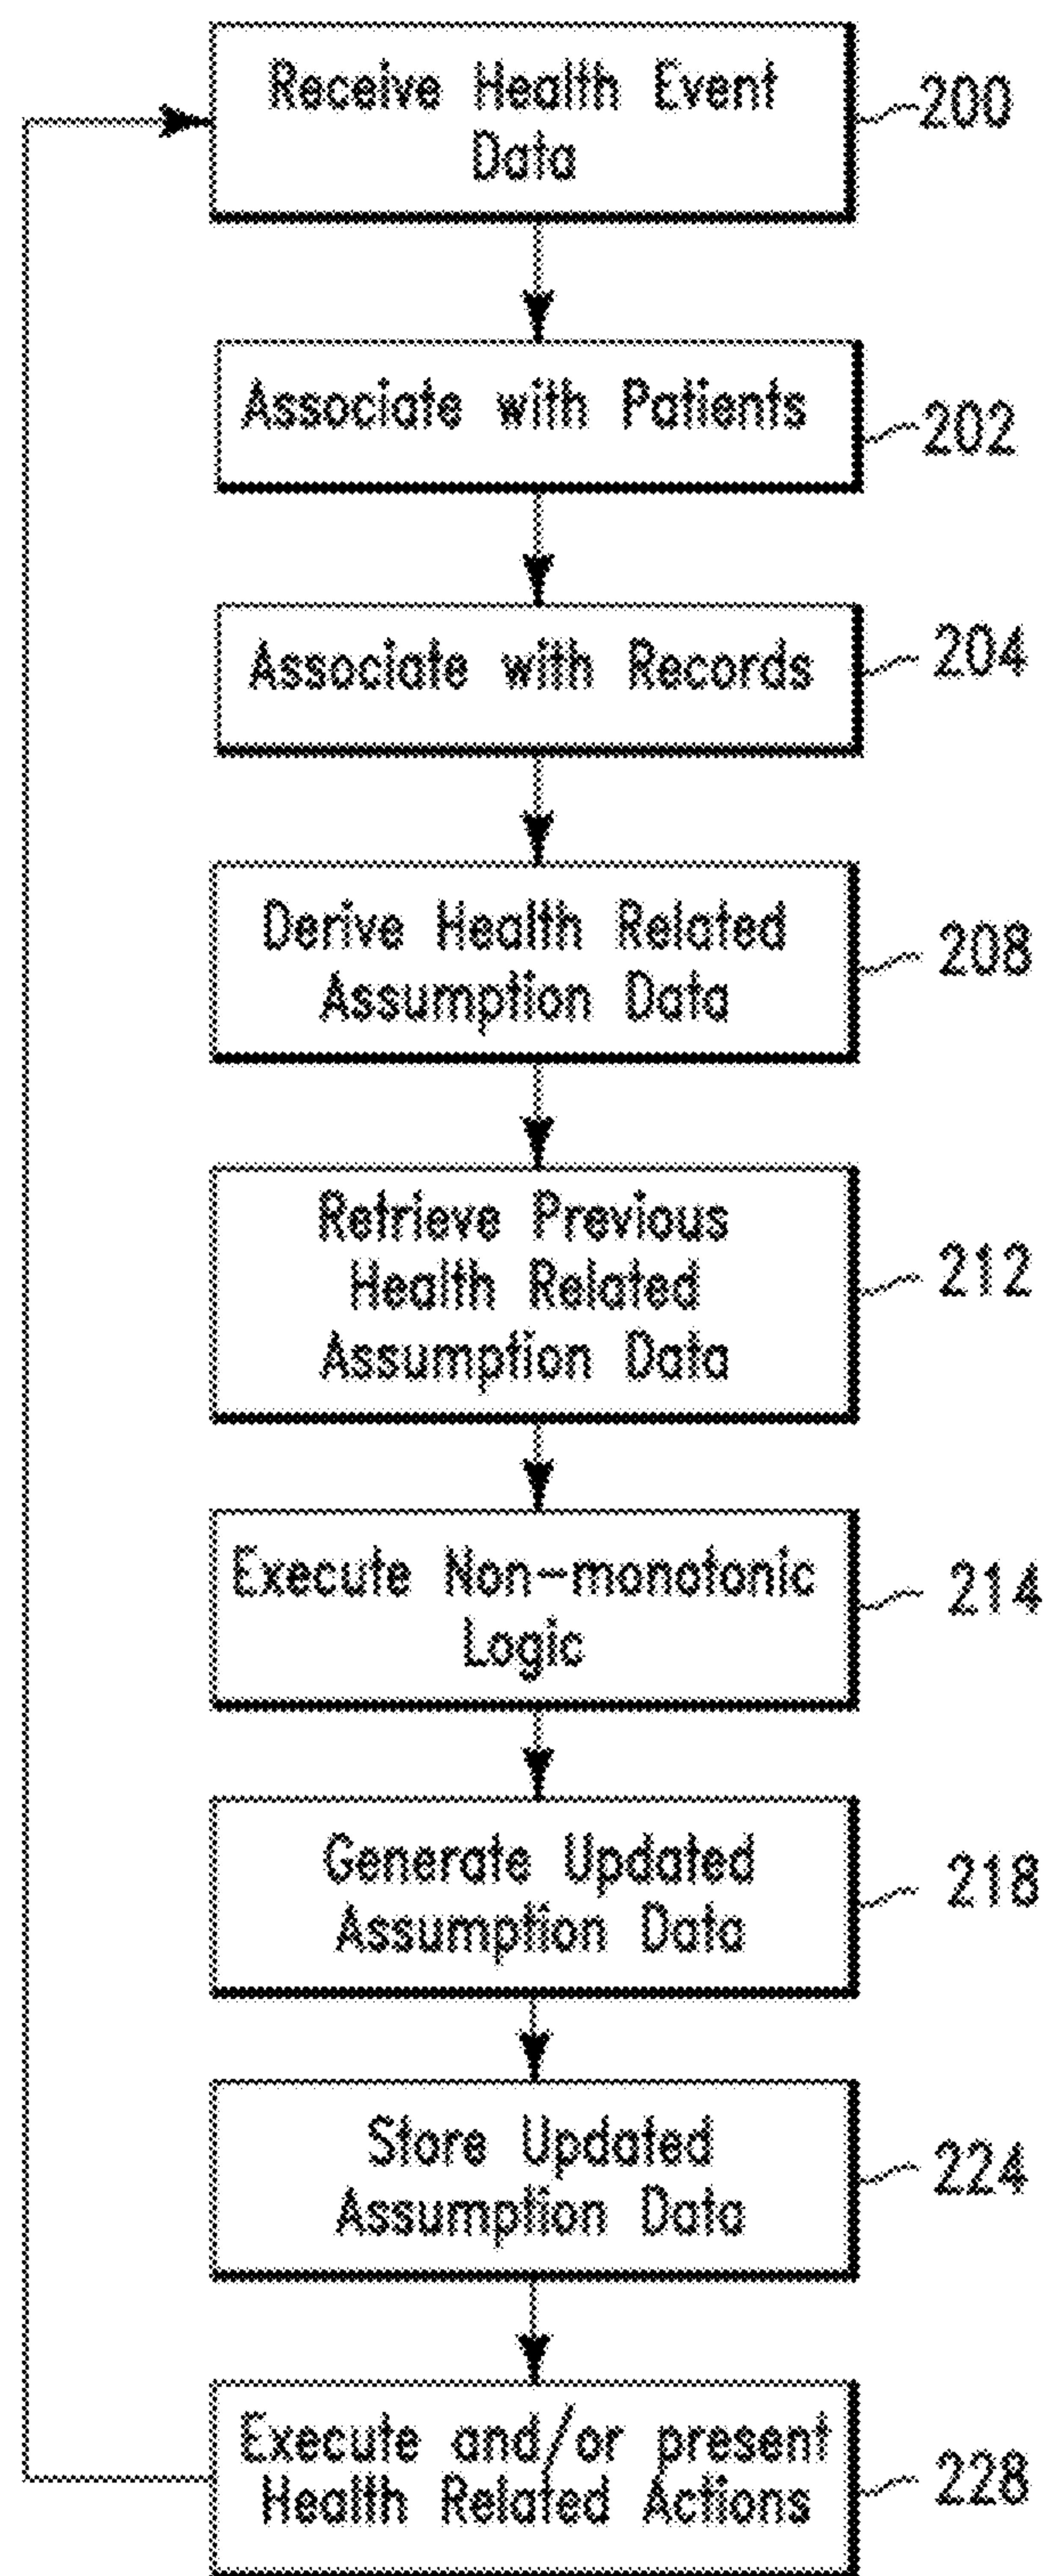 Receive Health Event
Data
200
Associate with Patients
202
Associate with Records
204
Derive Health Related
Assumption Data
208
Retrieve Previous
Health Related
Assumption Data
212
Execute Non-monotonic
Logic
214
Generate Updated
Assumption Data
218
Store Updated
Assumption Data
224
Execute and/or present
Health Related Actions
228